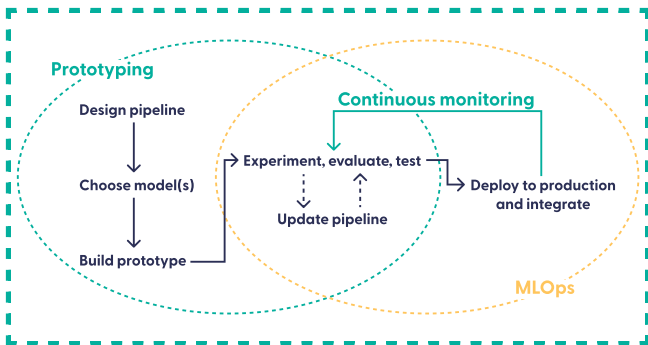 Prototyping
Design pipeline
Choose model(s)
Build prototype
Continuous monitoring
Experiment, evaluate, test
Update pipeline
Deploy to production
and integrate
MLOps